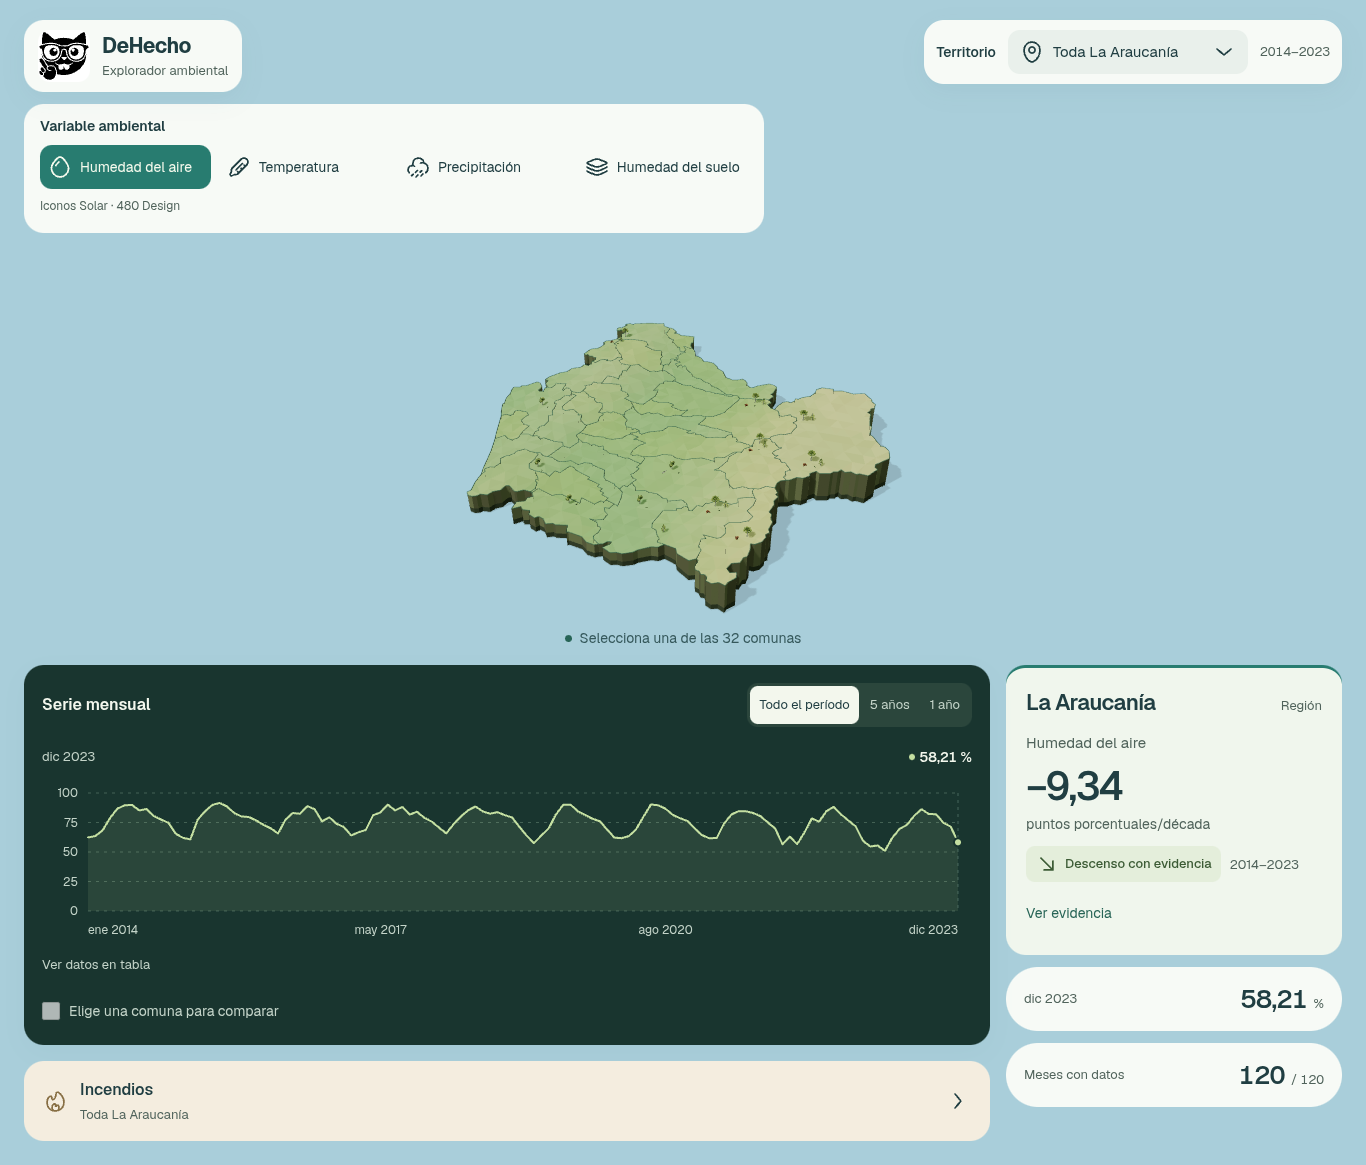 DeHecho
Explorador ambiental
Territorio
Toda La Araucanía
2014–2023
Variable ambiental
Humedad del aire
Temperatura
Precipitación
Humedad del suelo
Iconos Solar · 480 Design
Selecciona una de las 32 comunas
Serie mensual
Todo el período
5 años
1 año
dic 2023
58,21 %
100
75
50
25
0
ene 2014
may 2017
ago 2020
dic 2023
Ver datos en tabla
Elige una comuna para comparar
La Araucanía
Región
Humedad del aire
−9,34
puntos porcentuales/década
Descenso con evidencia
2014–2023
Ver evidencia
dic 2023
58,21 %
Meses con datos
120 / 120
Incendios
Toda La Araucanía